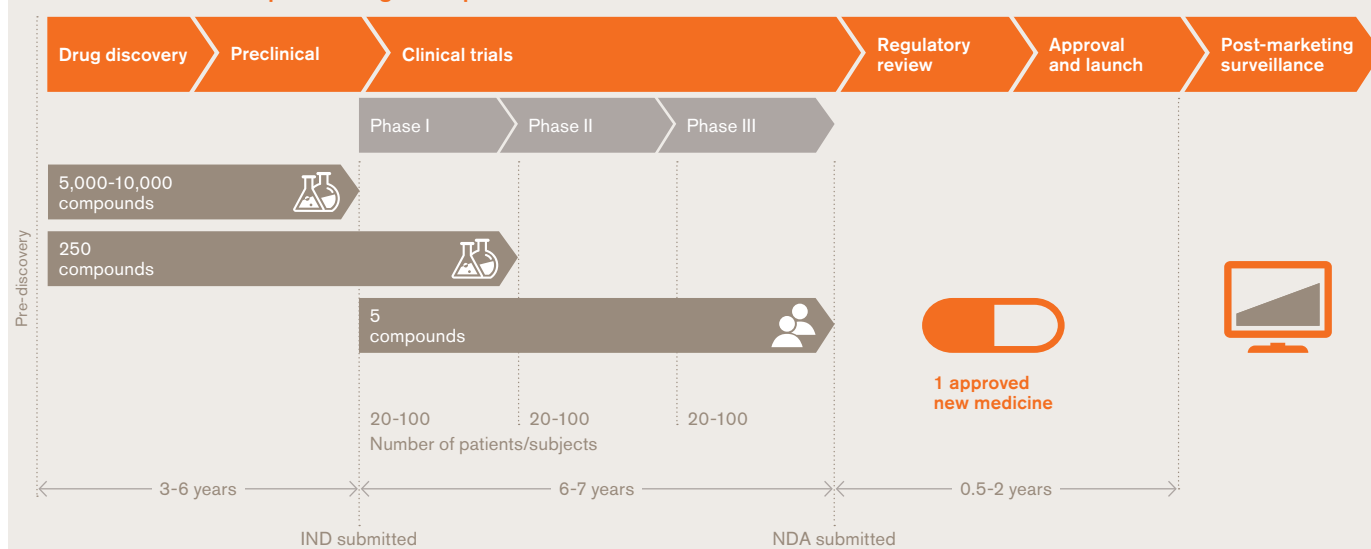 Drug discovery
Preclinical
Clinical trials
Regulatory
review
Approval
and launch
Post-marketing
surveillance
Phase I
Phase II
Phase III
Pre-discovery
5,000-10,000
compounds
250
compounds
5
compounds
1 approved
new medicine
20-100
20-100
20-100
Number of patients/subjects
3-6 years
6-7 years
0.5-2 years
IND submitted
NDA submitted